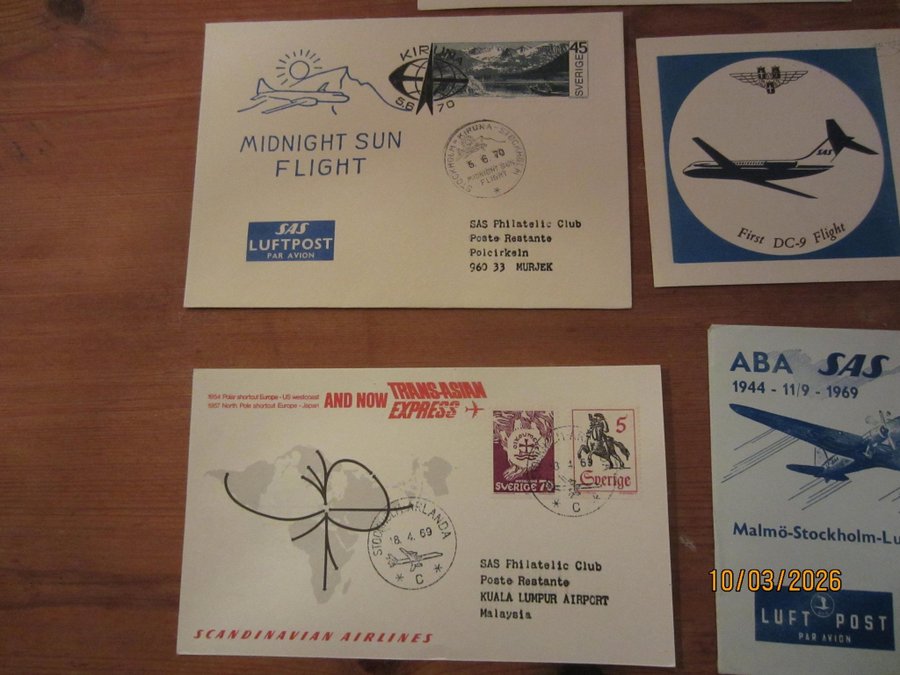 KIRUNA
5.6 70
45
SVERIGE
MIDNIGHT SUN
FLIGHT
STOCKHOLM-KIRUNA-STOCKHOLM
5. 6 70
MIDNIGHT SUN
FLIGHT
SAS
LUFTPOST
PAR AVION
SAS Philatelic Club
Poste Restante
Polcirkeln
960 33 MURJEK
SAS
First DC-9 Flight
1954 Polar shortcut Europe - US westcoast
1957 North Pole shortcut Europe - Japan
AND NOW TRANS-ASIAN
EXPRESS
SVERIGE 70
5
Sverige
C
STOCKHOLM-ARLANDA
18. 4. 69
C
SAS Philatelic Club
Poste Restante
KUALA LUMPUR AIRPORT
Malaysia
SCANDINAVIAN AIRLINES
ABA SAS
1944 - 11/9 - 1969
Malmö-Stockholm-Lu
LUFT POST
PAR AVION
10/03/2026